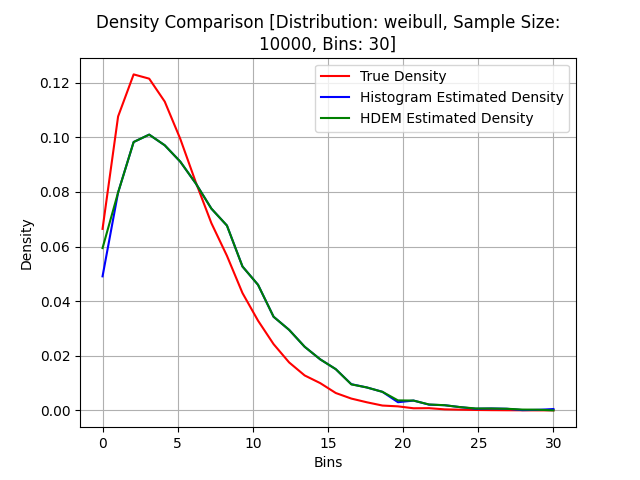 Density Comparison [Distribution: weibull, Sample Size:
10000, Bins: 30]
True Density
Histogram Estimated Density
HDEM Estimated Density
Density
0.12
0.10
0.08
0.06
0.04
0.02
0.00
0 5 10 15 20 25 30
Bins